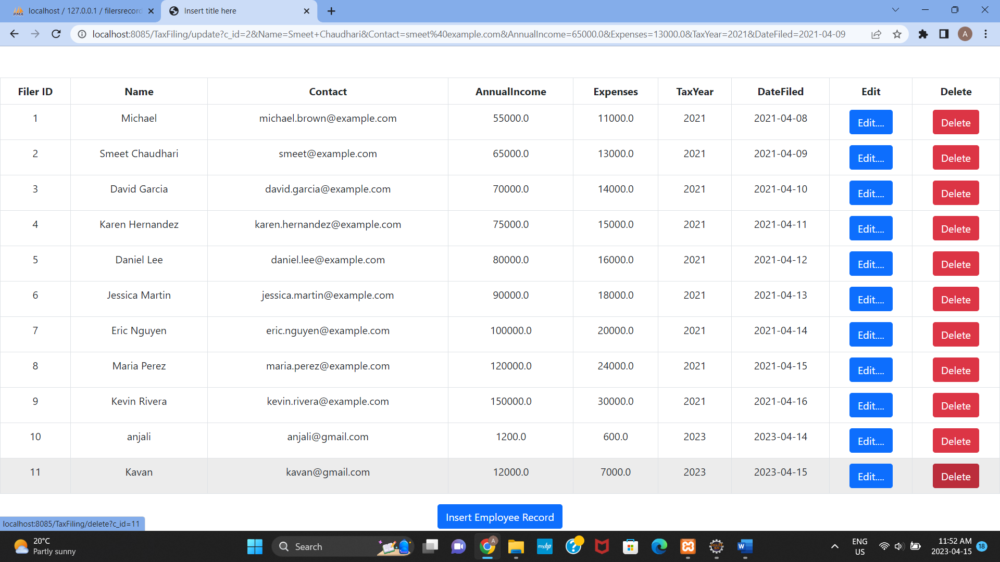 localhost / 127.0.0.1 / filersrecord
Insert title here
localhost:8085/TaxFiling/update?c_id=2&Name=Smeet+Chaudhari&Contact=smeet%40example.com&AnnualIncome=65000.0&Expenses=13000.0&TaxYear=2021&DateFiled=2021-04-09
A
Filer ID Name Contact AnnualIncome Expenses TaxYear DateFiled Edit Delete
1 Michael michael.brown@example.com 55000.0 11000.0 2021 2021-04-08 Edit.... Delete
2 Smeet Chaudhari smeet@example.com 65000.0 13000.0 2021 2021-04-09 Edit.... Delete
3 David Garcia david.garcia@example.com 70000.0 14000.0 2021 2021-04-10 Edit.... Delete
4 Karen Hernandez karen.hernandez@example.com 75000.0 15000.0 2021 2021-04-11 Edit.... Delete
5 Daniel Lee daniel.lee@example.com 80000.0 16000.0 2021 2021-04-12 Edit.... Delete
6 Jessica Martin jessica.martin@example.com 90000.0 18000.0 2021 2021-04-13 Edit.... Delete
7 Eric Nguyen eric.nguyen@example.com 100000.0 20000.0 2021 2021-04-14 Edit.... Delete
8 Maria Perez maria.perez@example.com 120000.0 24000.0 2021 2021-04-15 Edit.... Delete
9 Kevin Rivera kevin.rivera@example.com 150000.0 30000.0 2021 2021-04-16 Edit.... Delete
10 anjali anjali@gmail.com 1200.0 600.0 2023 2023-04-14 Edit.... Delete
11 Kavan kavan@gmail.com 12000.0 7000.0 2023 2023-04-15 Edit.... Delete
Insert Employee Record
localhost:8085/TaxFiling/delete?c_id=11
20°C
Partly sunny
Search
A
myhp
W
ENG
US
11:52 AM
2023-04-15
18